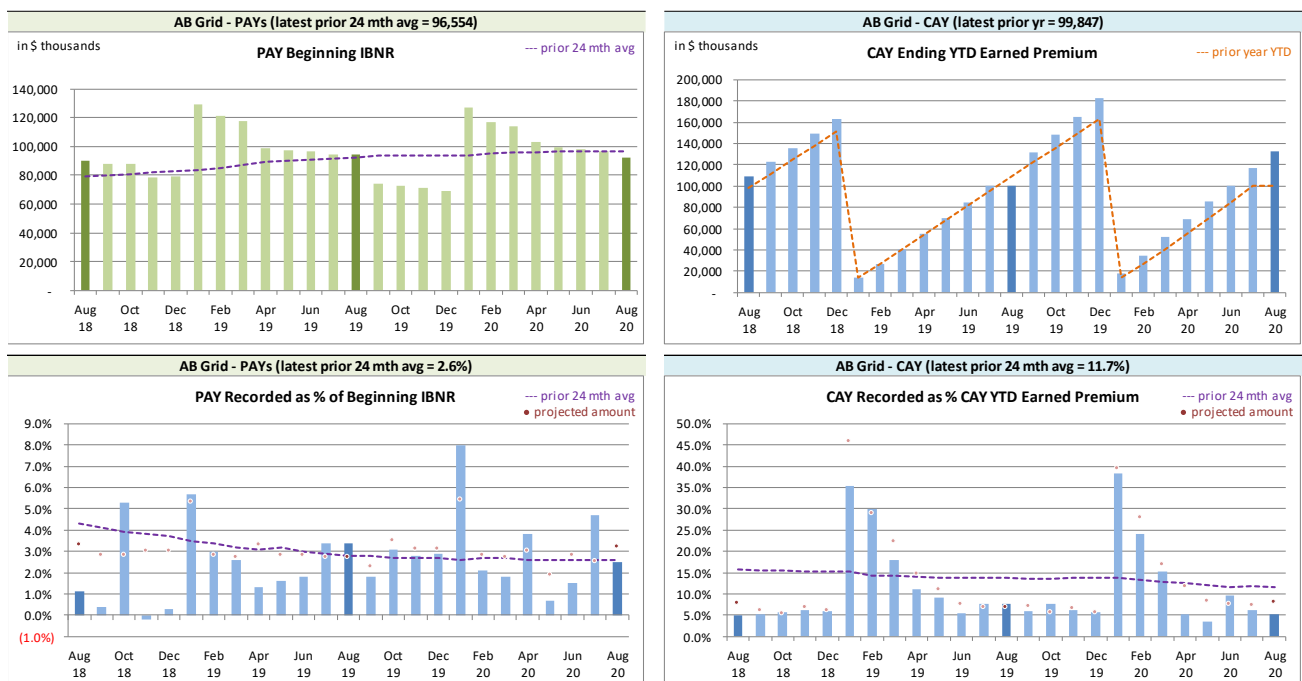 AB Grid - PAYs (latest prior 24 mth avg = 96,554)
in $ thousands
PAY Beginning IBNR
--- prior 24 mth avg
140,000
120,000
100,000
80,000
60,000
40,000
20,000
-
Aug 18
Oct 18
Dec 18
Feb 19
Apr 19
Jun 19
Aug 19
Oct 19
Dec 19
Feb 20
Apr 20
Jun 20
Aug 20
AB Grid - CAY (latest prior yr = 99,847)
in $ thousands
CAY Ending YTD Earned Premium
--- prior year YTD
200,000
180,000
160,000
140,000
120,000
100,000
80,000
60,000
40,000
20,000
-
Aug 18
Oct 18
Dec 18
Feb 19
Apr 19
Jun 19
Aug 19
Oct 19
Dec 19
Feb 20
Apr 20
Jun 20
Aug 20
AB Grid - PAYs (latest prior 24 mth avg = 2.6%)
PAY Recorded as % of Beginning IBNR
--- prior 24 mth avg
• projected amount
9.0%
8.0%
7.0%
6.0%
5.0%
4.0%
3.0%
2.0%
1.0%
0.0%
(1.0%)
Aug 18
Oct 18
Dec 18
Feb 19
Apr 19
Jun 19
Aug 19
Oct 19
Dec 19
Feb 20
Apr 20
Jun 20
Aug 20
AB Grid - CAY (latest prior 24 mth avg = 11.7%)
CAY Recorded as % CAY YTD Earned Premium
--- prior 24 mth avg
• projected amount
50.0%
45.0%
40.0%
35.0%
30.0%
25.0%
20.0%
15.0%
10.0%
5.0%
0.0%
Aug 18
Oct 18
Dec 18
Feb 19
Apr 19
Jun 19
Aug 19
Oct 19
Dec 19
Feb 20
Apr 20
Jun 20
Aug 20